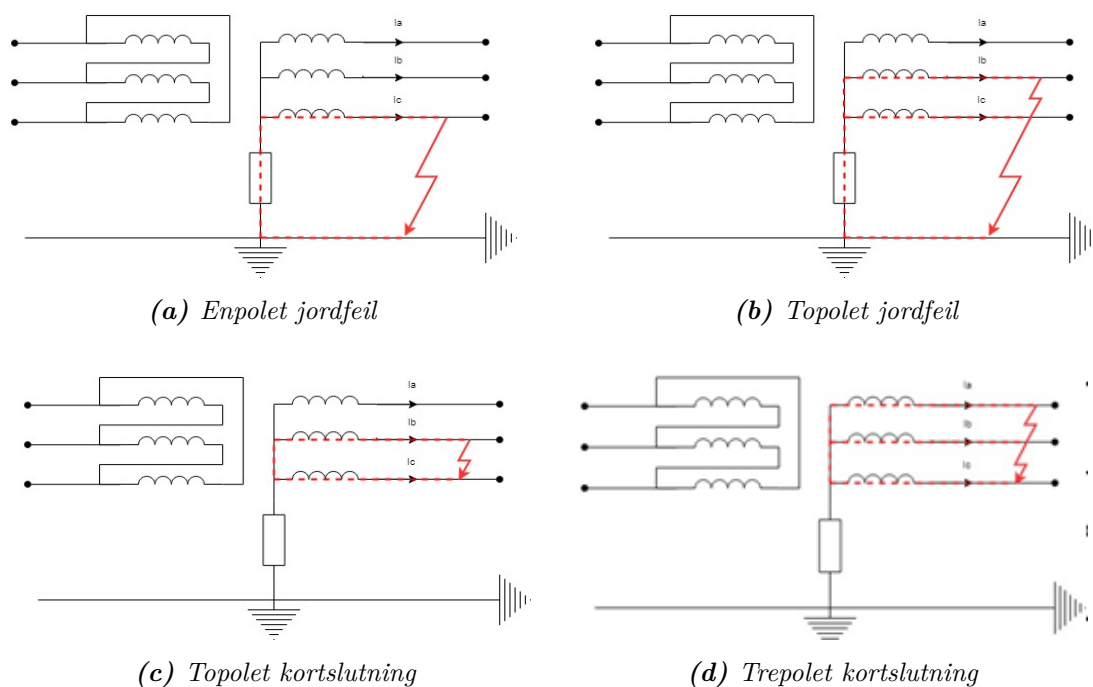 Ia
Ib
Ic
Ia
Ib
Ic
(a) Enpolet jordfeil
(b) Topolet jordfeil
Ia
Ib
Ic
Ia
Ib
Ic
(c) Topolet kortslutning
(d) Trepolet kortslutning